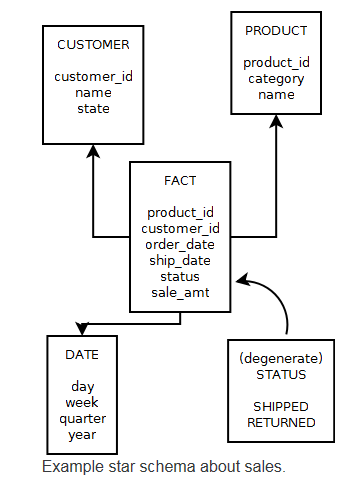 CUSTOMER
customer_id
name
state
PRODUCT
product_id
category
name
FACT
product_id
customer_id
order_date
ship_date
status
sale_amt
DATE
day
week
quarter
year
(degenerate)
STATUS
SHIPPED
RETURNED
Example star schema about sales.